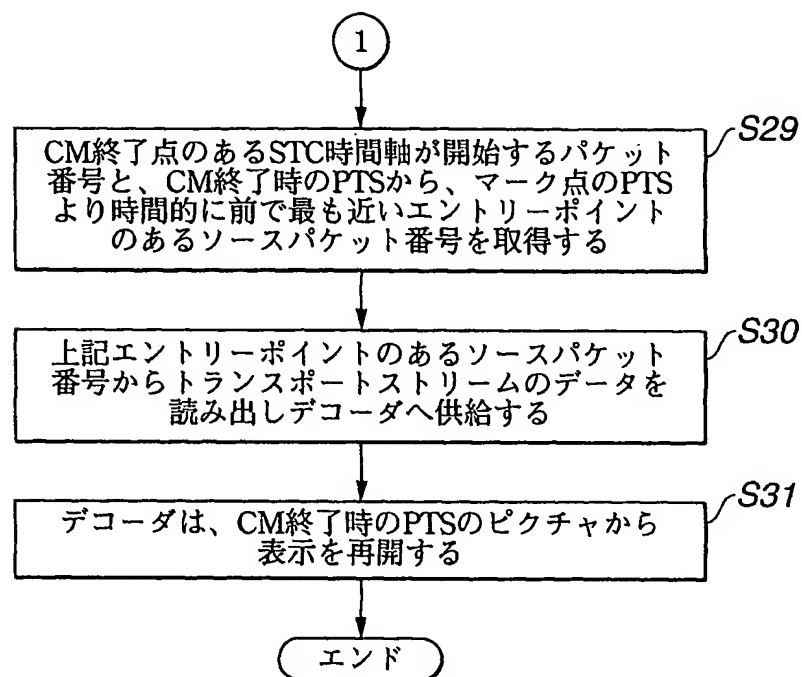 1
S29
CM終了点のあるSTC時間軸が開始するパケット
番号と、CM終了時のPTSから、マーク点のPTS
より時間的に前で最も近いエントリーポイント
のあるソースパケット番号を取得する
S30
上記エントリーポイントのあるソースパケット
番号からトランスポートストリームのデータを
読み出しデコーダへ供給する
S31
デコーダは、CM終了時のPTSのピクチャから
表示を再開する
エンド